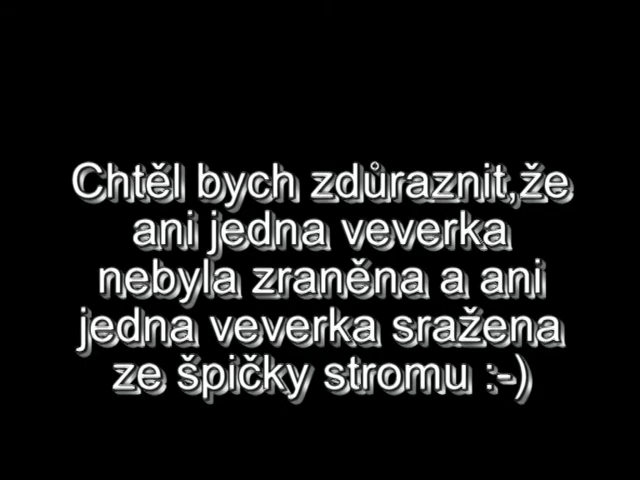 Chtěl bych zdůraznit,že
ani jedna veverka
nebyla zraněna a ani
jedna veverka sražena
ze špičky stromu :-)